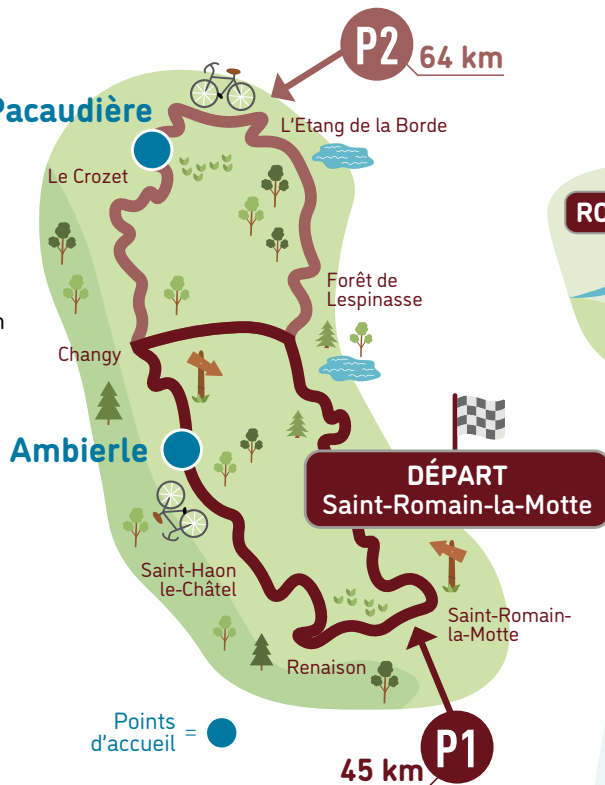 P2
64 km
Pacaudière
L'Etang de la Borde
Le Crozet
RO
Forêt de
Lespinasse
n
Changy
Ambierle
DÉPART
Saint-Romain-la-Motte
Saint-Haon
le-Châtel
Saint-Romain-
la-Motte
Renaison
Points
d'accueil =
P1
45 km